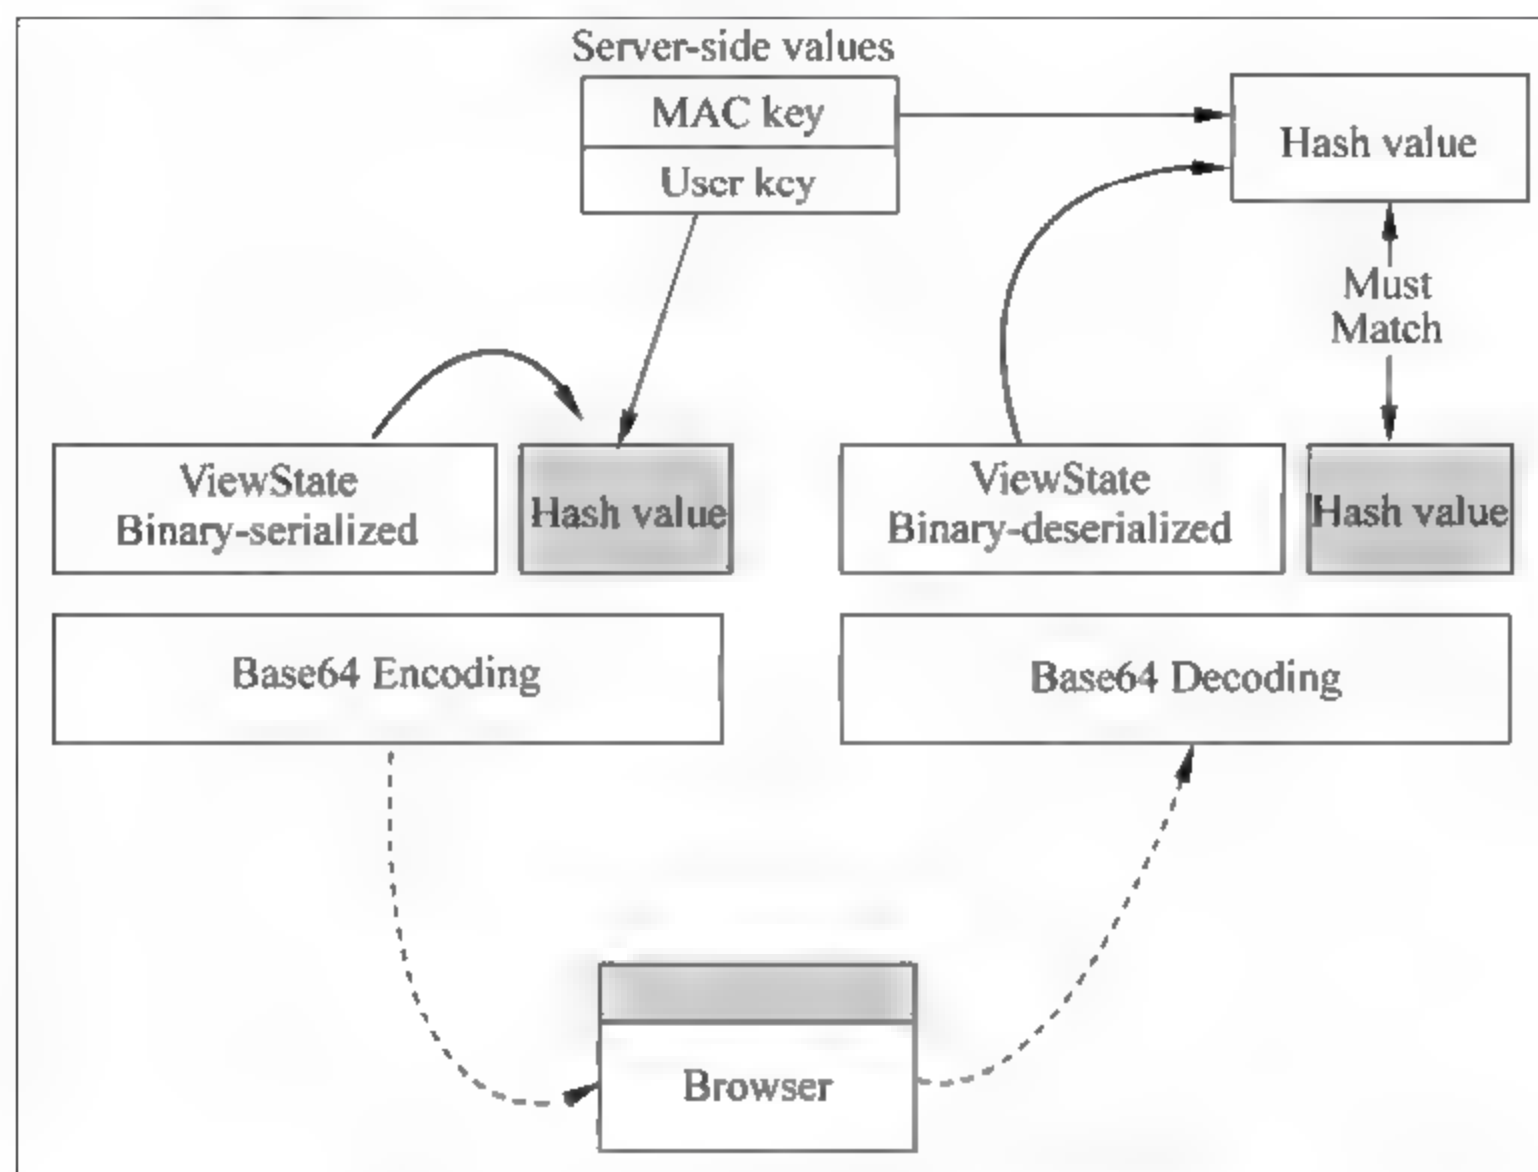 Server-side values
MAC key
User key
Hash value
Must
Match
ViewState
Binary-serialized
Hash value
ViewState
Binary-deserialized
Hash value
Base64 Encoding
Base64 Decoding
Browser